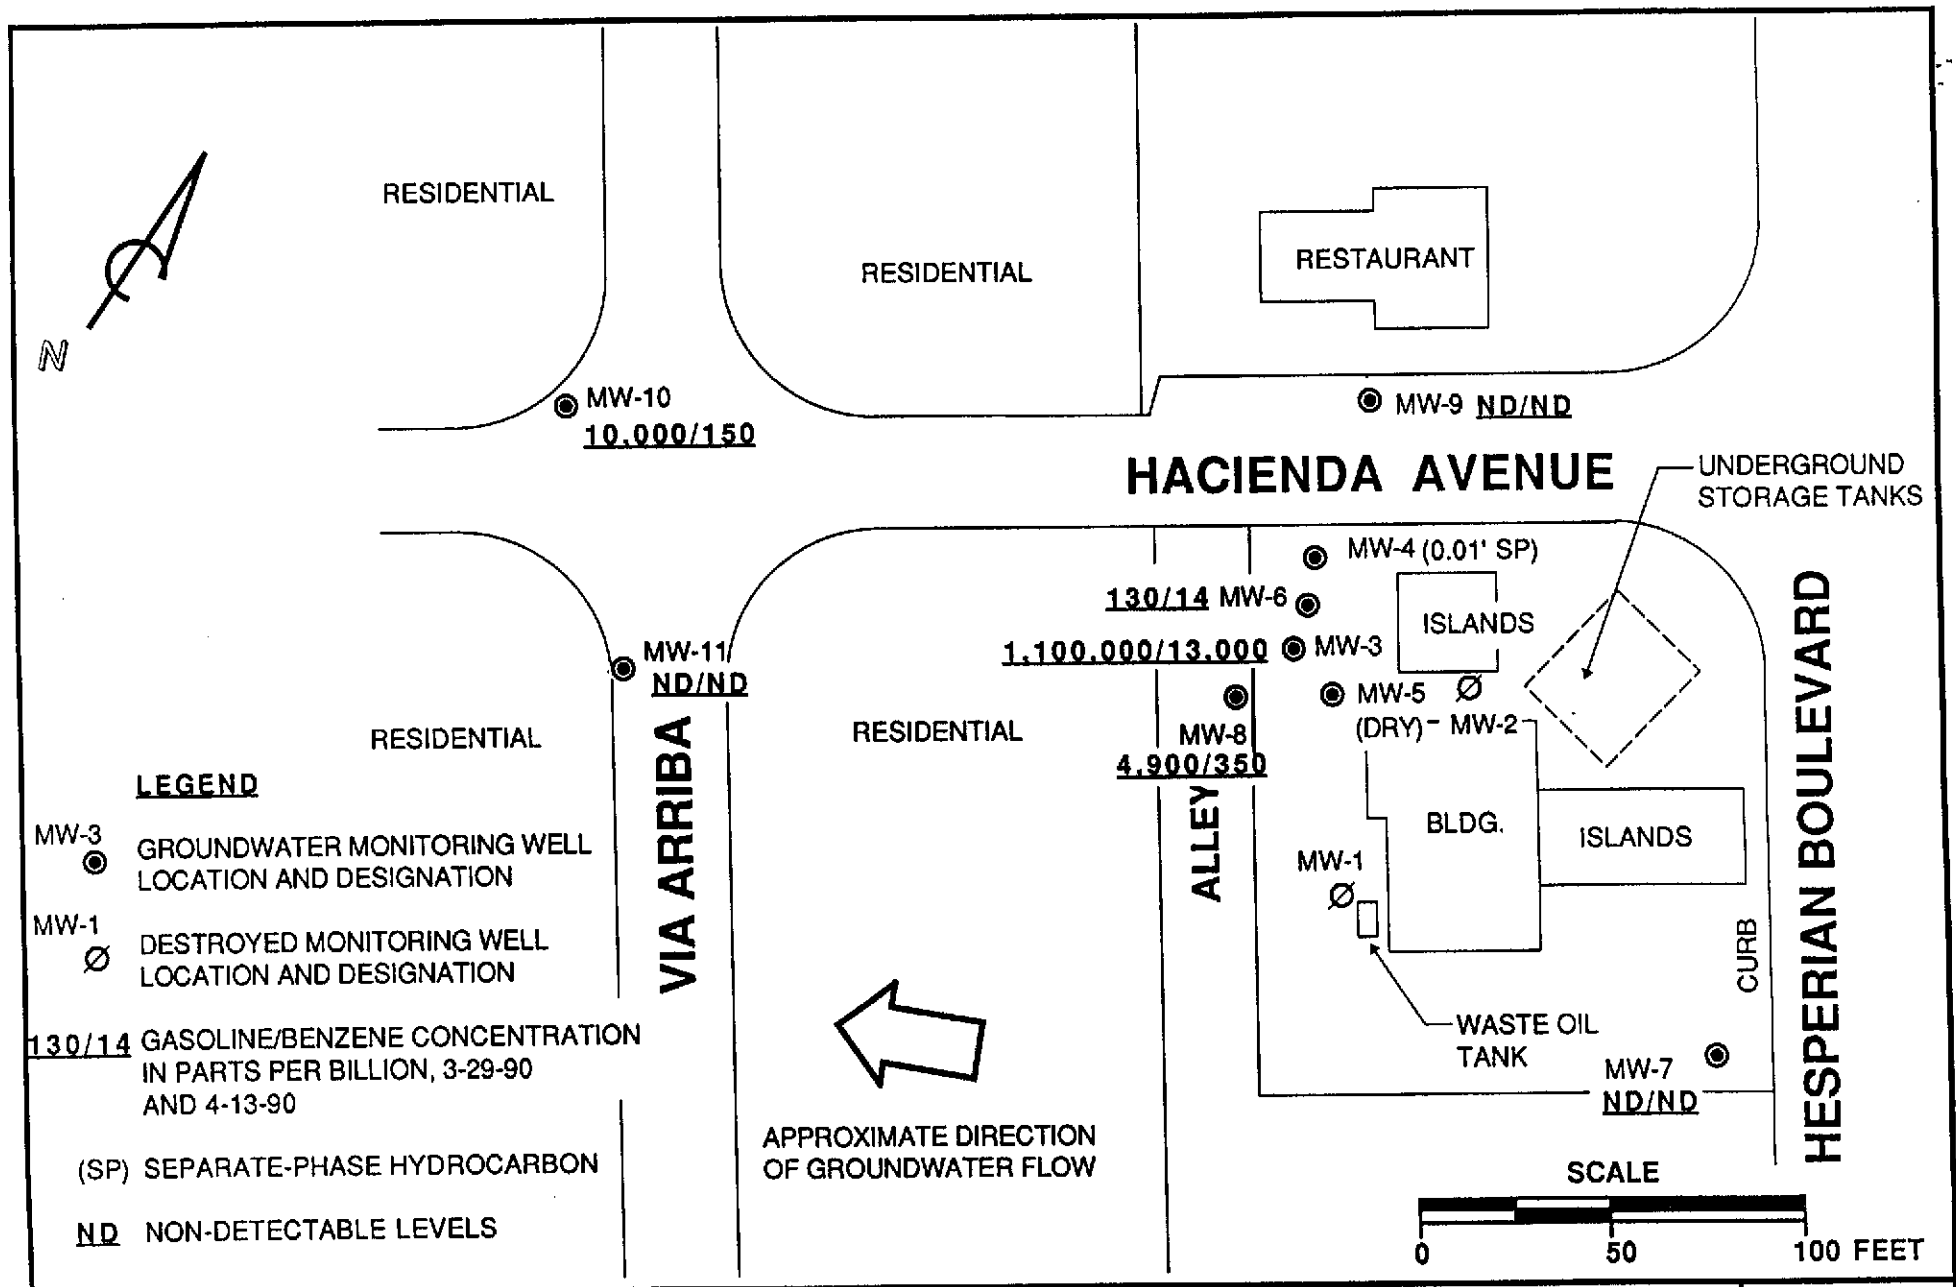 RESIDENTIAL
RESIDENTIAL
RESTAURANT
N
MW-10
10,000/150
MW-9 ND/ND
HACIENDA AVENUE
UNDERGROUND
STORAGE TANKS
MW-4 (0.01' SP)
130/14 MW-6
ISLANDS
1,100,000/13,000 MW-3
MW-11
ND/ND
MW-5
(DRY)
MW-2
MW-8
4,900/350
RESIDENTIAL
RESIDENTIAL
VIA ARRIBA
ALLEY
BLDG.
ISLANDS
MW-1
HESPERIAN BOULEVARD
CURB
WASTE OIL
TANK
MW-7
ND/ND
LEGEND
MW-3
GROUNDWATER MONITORING WELL
LOCATION AND DESIGNATION
MW-1
DESTROYED MONITORING WELL
LOCATION AND DESIGNATION
130/14 GASOLINE/BENZENE CONCENTRATION
IN PARTS PER BILLION, 3-29-90
AND 4-13-90
(SP) SEPARATE-PHASE HYDROCARBON
ND NON-DETECTABLE LEVELS
APPROXIMATE DIRECTION
OF GROUNDWATER FLOW
SCALE
0 50 100 FEET